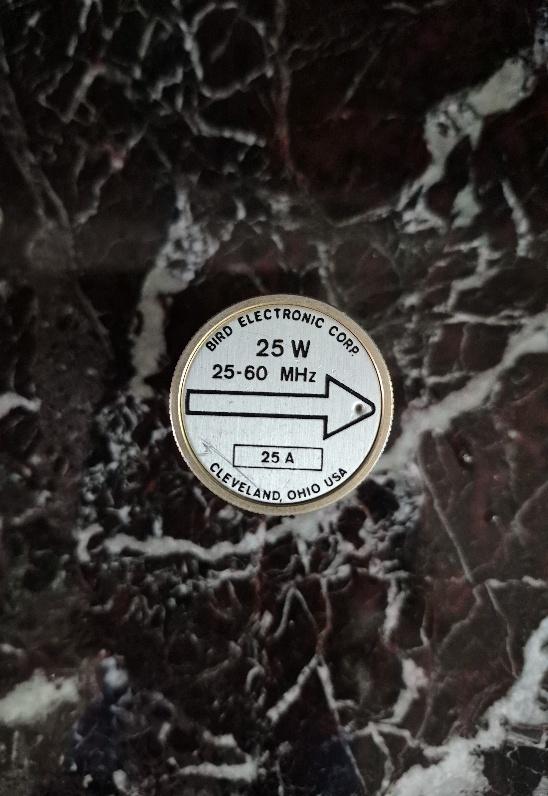 BIRD ELECTRONIC CORP.
25 W
25-60 MHz
25 A
CLEVELAND, OHIO USA